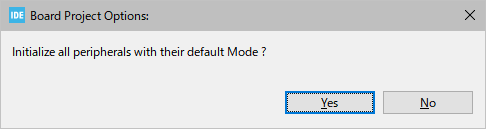 IDE Board Project Options:
Initialize all peripherals with their default Mode ?
Yes No